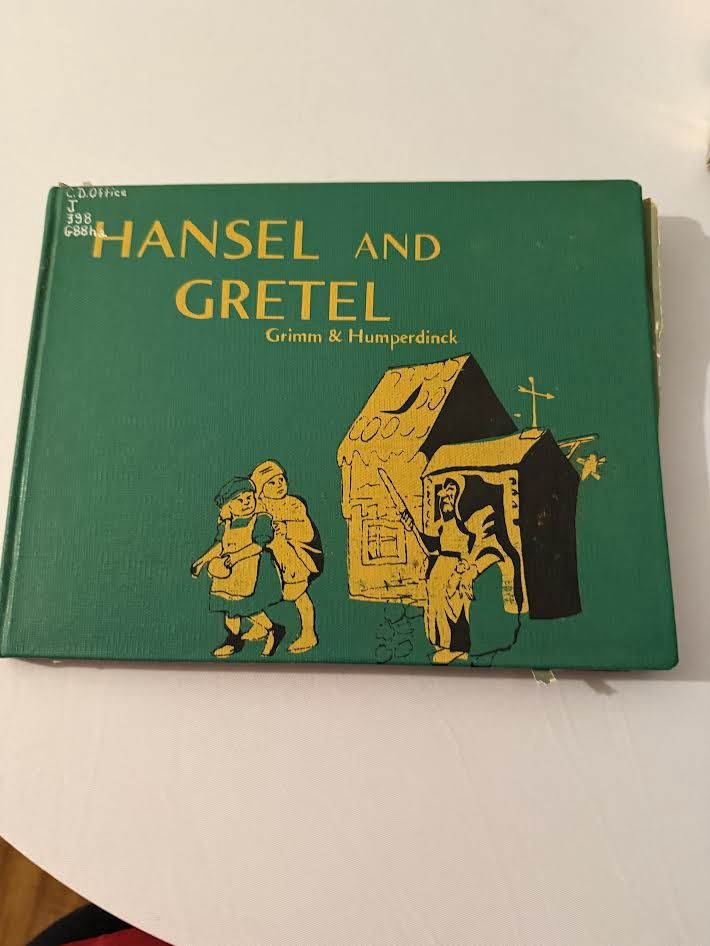 C.D.Office
J
398
G88ha
HANSEL AND
GRETEL
Grimm & Humperdinck